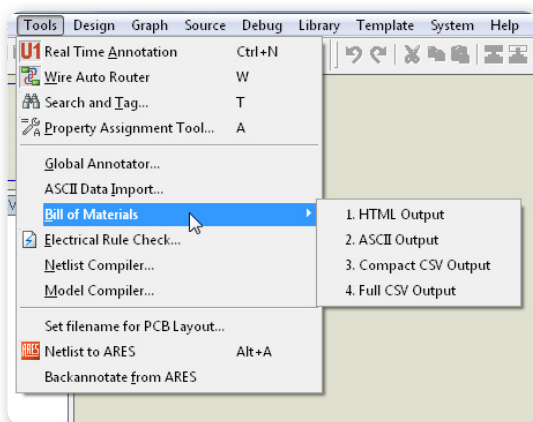 Tools Design Graph Source Debug Library Template System Help
U1 Real Time Annotation Ctrl+N
Wire Auto Router W
Search and Tag... T
Property Assignment Tool... A
Global Annotator...
ASCII Data Import...
Bill of Materials
1. HTML Output
Electrical Rule Check...
2. ASCII Output
Netlist Compiler...
3. Compact CSV Output
Model Compiler...
4. Full CSV Output
Set filename for PCB Layout...
ARES Netlist to ARES Alt+A
Backannotate from ARES